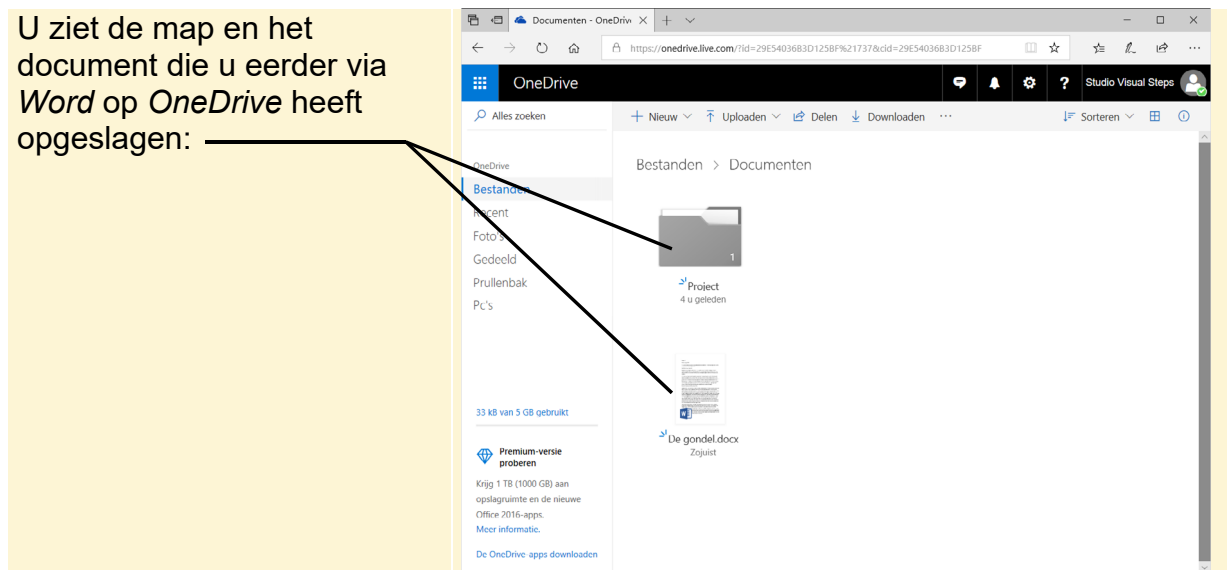 U ziet de map en het
document die u eerder via
Word op OneDrive heeft
opgeslagen:
Documenten - OneDriv
https://onedrive.live.com/?id=29E54036B3D125BF%21737&cid=29E54036B3D125BF
OneDrive
? Studio Visual Steps
Alles zoeken
Nieuw Uploaden Delen Downloaden ...
Sorteren
OneDrive
Bestanden
Recent
Foto's
Gedeeld
Prullenbak
Pc's
33 kB van 5 GB gebruikt
Premium-versie
proberen
Krijg 1 TB (1000 GB) aan
opslagruimte en de nieuwe
Office 2016-apps.
Meer informatie.
De OneDrive-apps downloaden
Bestanden > Documenten
1
Project
4 u geleden
De gondel.docx
Zojuist